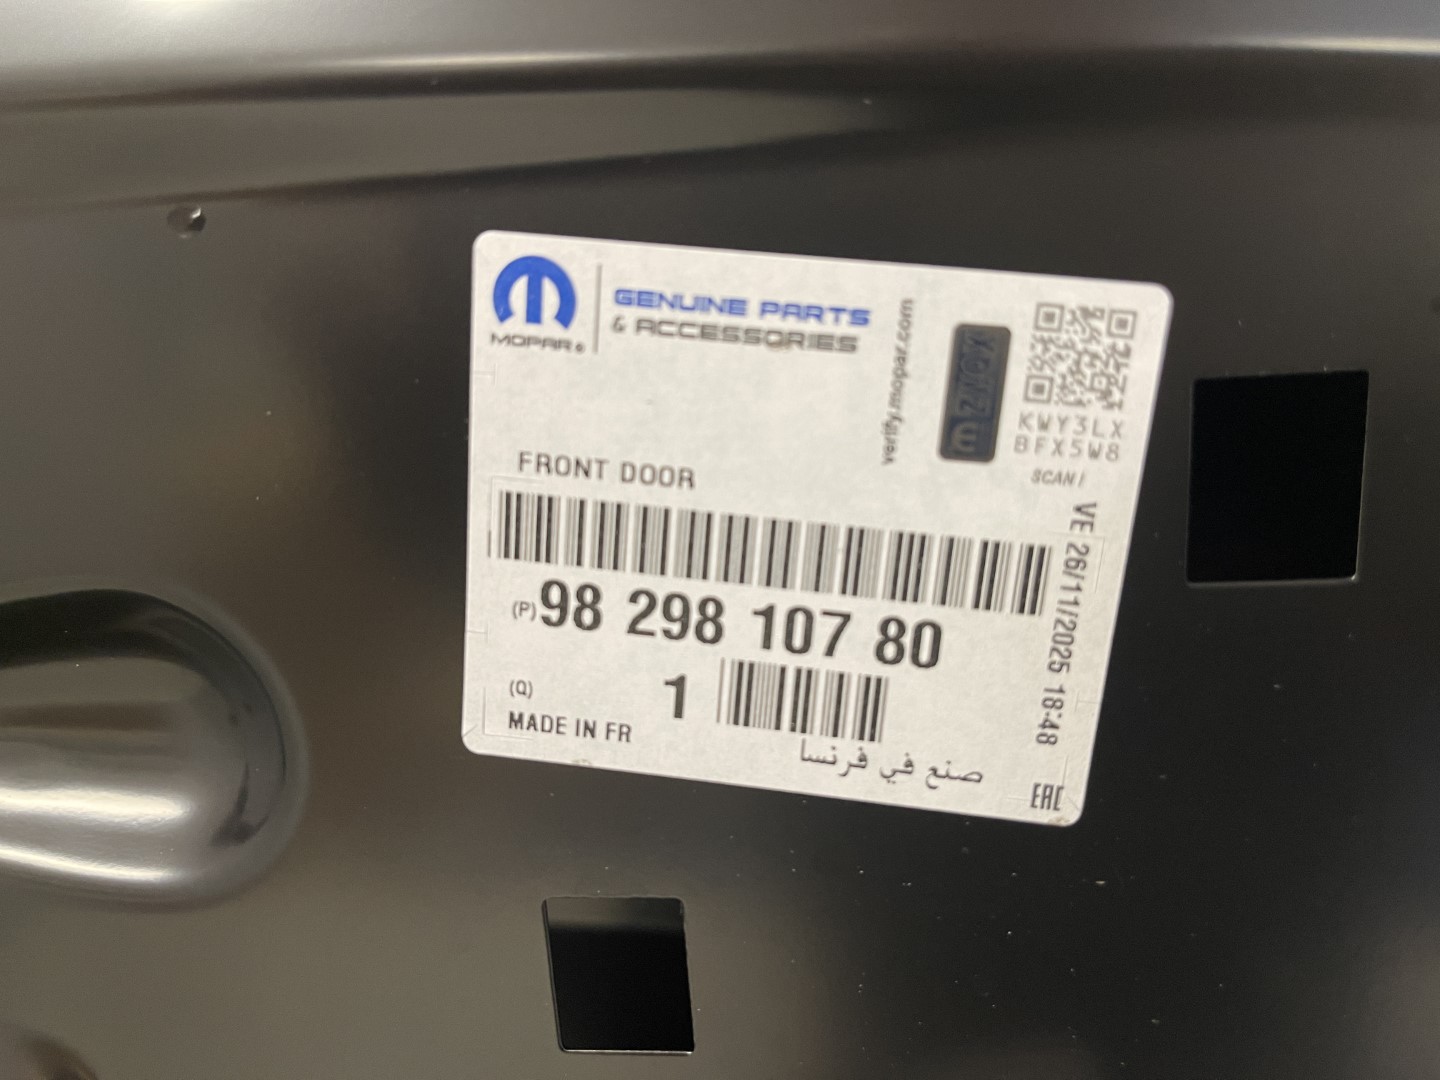 MOPAR®
GENUINE PARTS
& ACCESSORIES
verify.mopar.com
KWY3LX
BFX5W8
SCAN!
FRONT DOOR
(P) 98 298 107 80
(Q) 1
MADE IN FR
صنع في فرنسا
VE 26/11/2025 18:48
EAC